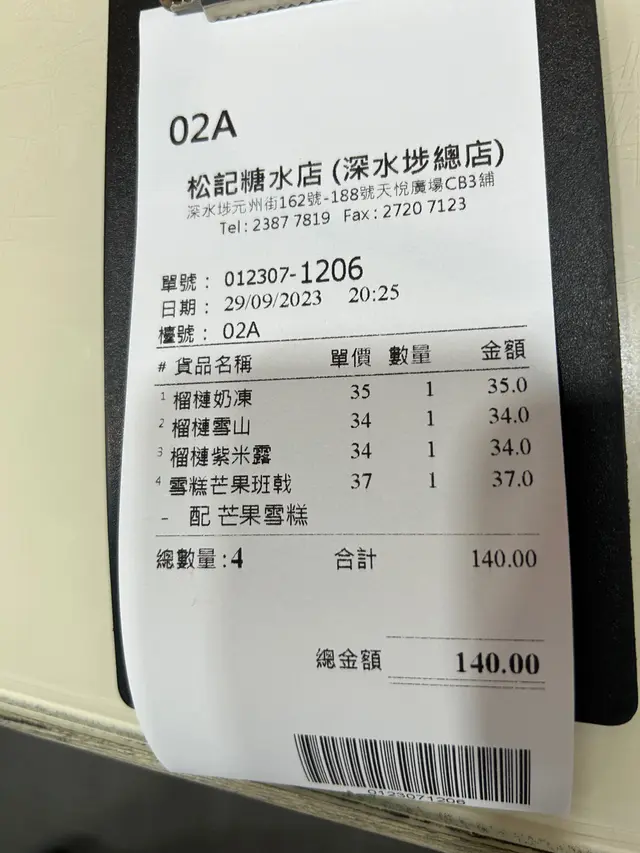 02A
松記糖水店 (深水埗總店)
深水埗元州街162號-188號天悅廣場CB3舖
Tel : 2387 7819 Fax : 2720 7123
單號： 012307-1206
日期： 29/09/2023 20:25
檯號： 02A
# 貨品名稱 單價 數量 金額
1 榴槤奶凍 35 1 35.0
2 榴槤雪山 34 1 34.0
3 榴槤紫米露 34 1 34.0
4 雪糕芒果班戟 37 1 37.0
- 配 芒果雪糕
總數量 : 4 合計 140.00
總金額 140.00
0123071206